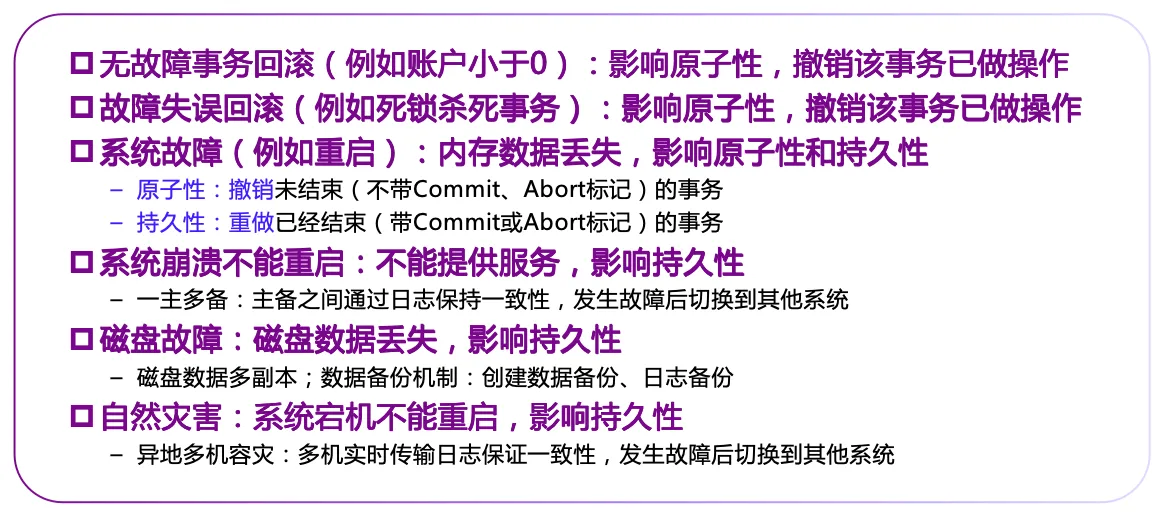 无故障事务回滚（例如账户小于0）：影响原子性，撤销该事务已做操作
故障失误回滚（例如死锁杀死事务）：影响原子性，撤销该事务已做操作
系统故障（例如重启）：内存数据丢失，影响原子性和持久性
– 原子性：撤销未结束（不带Commit、Abort标记）的事务
– 持久性：重做已经结束（带Commit或Abort标记）的事务
系统崩溃不能重启：不能提供服务，影响持久性
– 一主多备：主备之间通过日志保持一致性，发生故障后切换到其他系统
磁盘故障：磁盘数据丢失，影响持久性
– 磁盘数据多副本；数据备份机制：创建数据备份、日志备份
自然灾害：系统宕机不能重启，影响持久性
– 异地多机容灾：多机实时传输日志保证一致性，发生故障后切换到其他系统